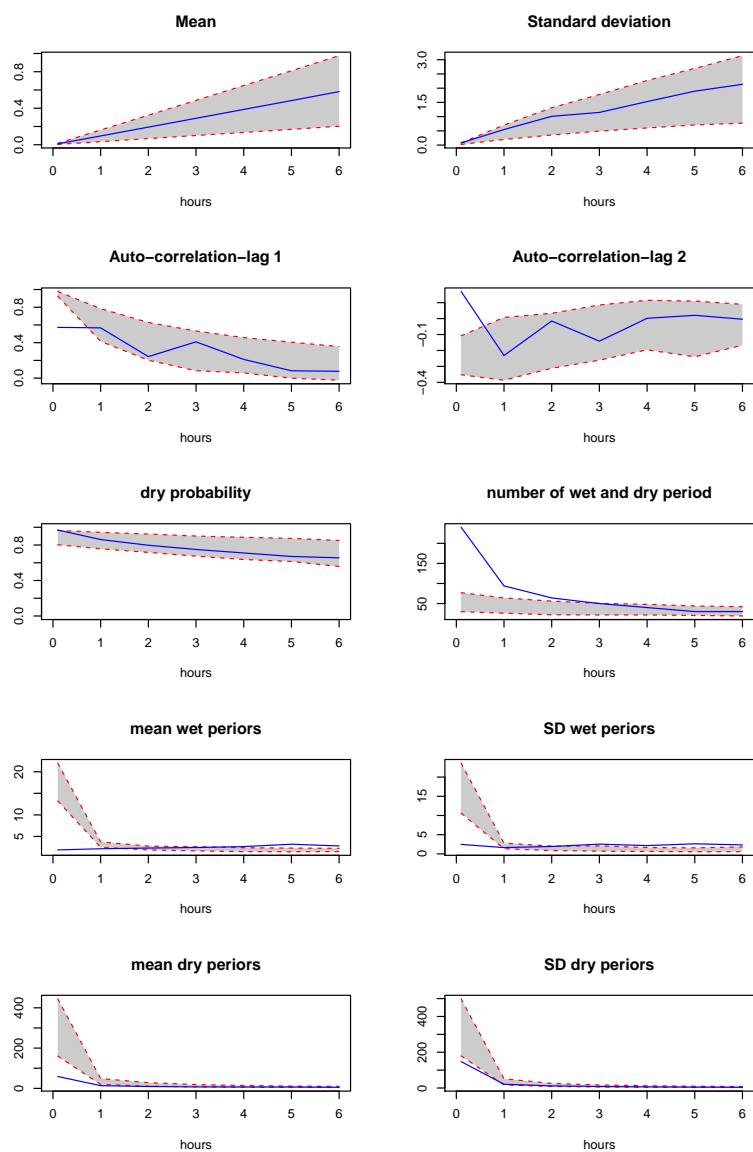 Mean
0.0 0.4 0.8
0 1 2 3 4 5 6
hours
Standard deviation
0.0 1.5 3.0
0 1 2 3 4 5 6
hours
Auto−correlation−lag 1
0.0 0.4 0.8
0 1 2 3 4 5 6
hours
Auto−correlation−lag 2
−0.4 −0.1
0 1 2 3 4 5 6
hours
dry probability
0.0 0.4 0.8
0 1 2 3 4 5 6
hours
number of wet and dry period
50 150
0 1 2 3 4 5 6
hours
mean wet periors
5 10 20
0 1 2 3 4 5 6
hours
SD wet periors
0 5 15
0 1 2 3 4 5 6
hours
mean dry periors
0 200 400
0 1 2 3 4 5 6
hours
SD dry periors
0 200 400
0 1 2 3 4 5 6
hours